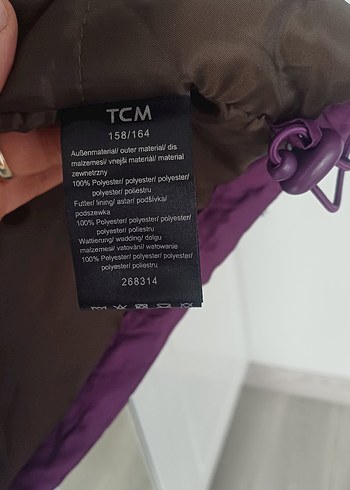 TCM
158/164
Außenmaterial/ outer material/ dis
malzemesi/ vnejši materiál/ material
zewnetrzny
100% Polyester/ polyester/ polyester/
polyester/ poliestru
Futter/ lining/ astar/ podšívka/
podszewka
100% Polyester/ polyester/ polyester/
polyester/ poliestru
Wattierung/ wadding/ dolgu
malzemesi/ vatování/ watowanie
100% Polyester/ polyester/ polyester/
polyester/ poliestru
268314